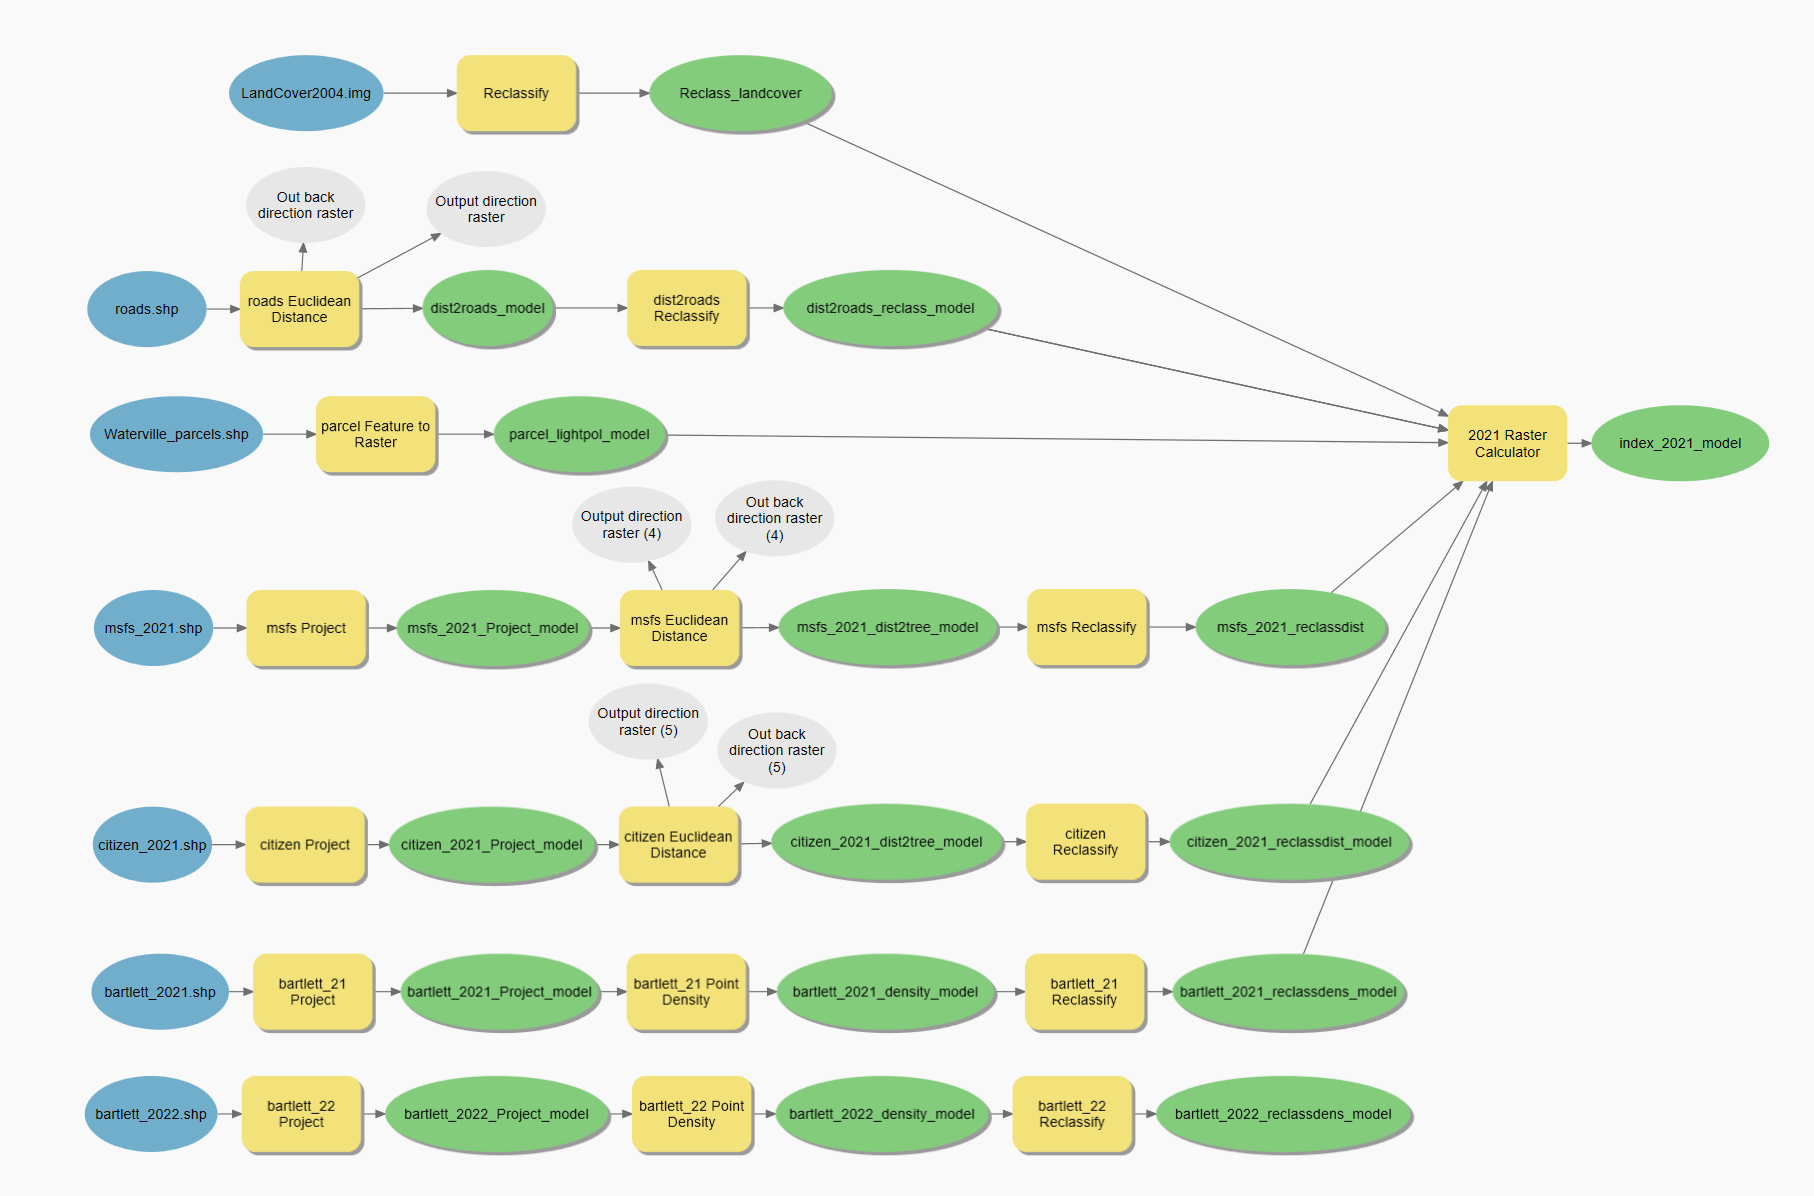 LandCover2004.img
Reclassify
Reclass_landcover
Out back
direction raster
Output direction
raster
roads.shp
roads Euclidean
Distance
dist2roads_model
dist2roads
Reclassify
dist2roads_reclass_model
Waterville_parcels.shp
parcel Feature to
Raster
parcel_lightpol_model
2021 Raster
Calculator
index_2021_model
Output direction
raster (4)
Out back
direction raster
(4)
msfs_2021.shp
msfs Project
msfs_2021_Project_model
msfs Euclidean
Distance
msfs_2021_dist2tree_model
msfs Reclassify
msfs_2021_reclassdist
Output direction
raster (5)
Out back
direction raster
(5)
citizen_2021.shp
citizen Project
citizen_2021_Project_model
citizen Euclidean
Distance
citizen_2021_dist2tree_model
citizen
Reclassify
citizen_2021_reclassdist_model
bartlett_2021.shp
bartlett_21
Project
bartlett_2021_Project_model
bartlett_21 Point
Density
bartlett_2021_density_model
bartlett_21
Reclassify
bartlett_2021_reclassdens_model
bartlett_2022.shp
bartlett_22
Project
bartlett_2022_Project_model
bartlett_22 Point
Density
bartlett_2022_density_model
bartlett_22
Reclassify
bartlett_2022_reclassdens_model